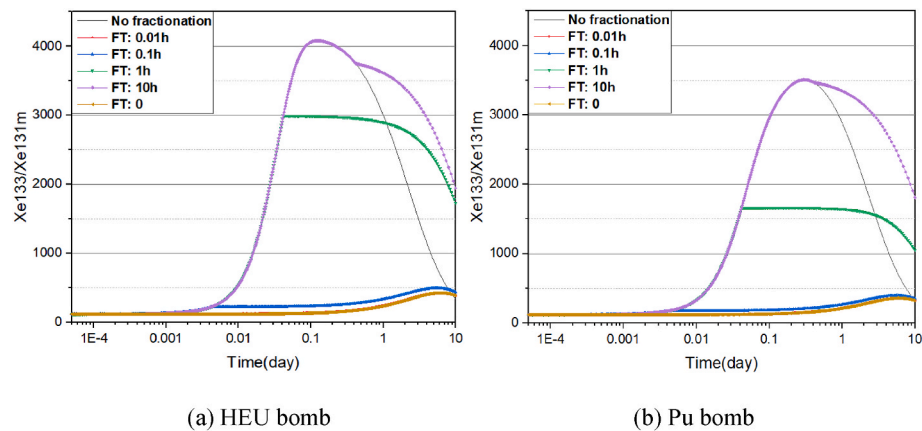 No fractionation
FT: 0.01h
FT: 0.1h
FT: 1h
FT: 10h
FT: 0
4000
3000
2000
1000
0
Xe133/Xe131m
1E-4 0.001 0.01 0.1 1 10
Time(day)
(a) HEU bomb
No fractionation
FT: 0.01h
FT: 0.1h
FT: 1h
FT: 10h
FT: 0
4000
3000
2000
1000
0
Xe133/Xe131m
1E-4 0.001 0.01 0.1 1 10
Time(day)
(b) Pu bomb